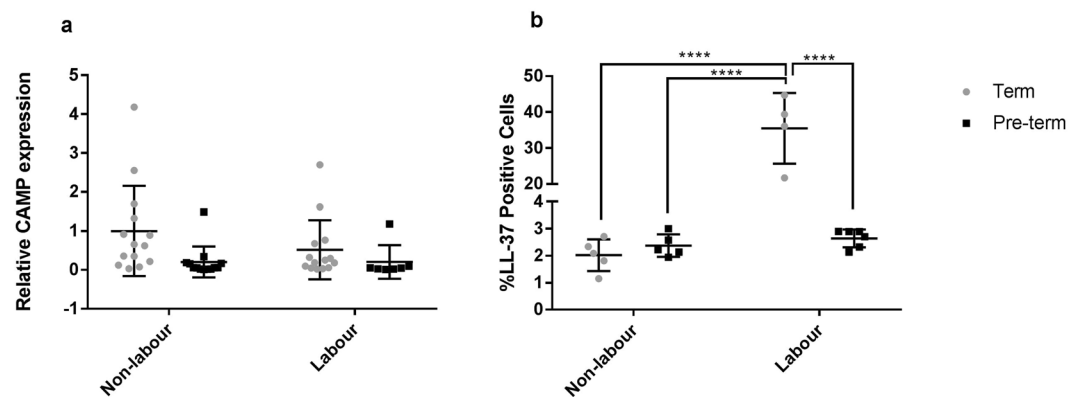 a
Relative CAMP expression
5
4
3
2
1
0
-1
Non-labour
Labour
b
%LL-37 Positive Cells
50
40
30
20
4
3
2
1
0
****
****
****
Non-labour
Labour
Term
Pre-term